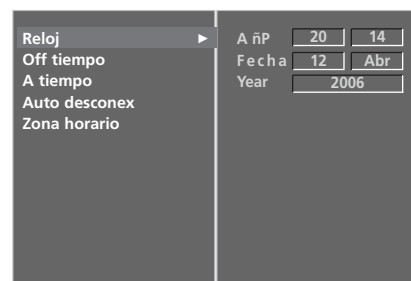 Reloj ►
Off tiempo
A tiempo
Auto desconex
Zona horario
A ñP 20 14
Fecha 12 Abr
Year 2006